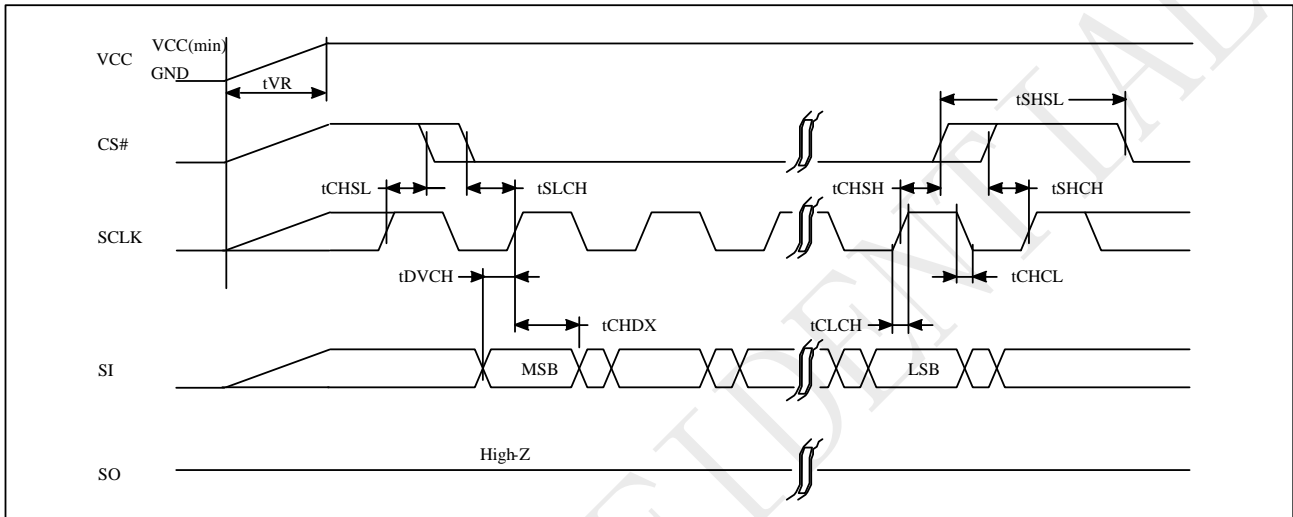 VCC
VCC(min)
GND
tVR
tSHSL
CS#
tCHSL
tSLCH
tCHSH
tSHCH
SCLK
tDVCH
tCHCL
tCHDX
tCLCH
SI
MSB
LSB
High-Z
SO